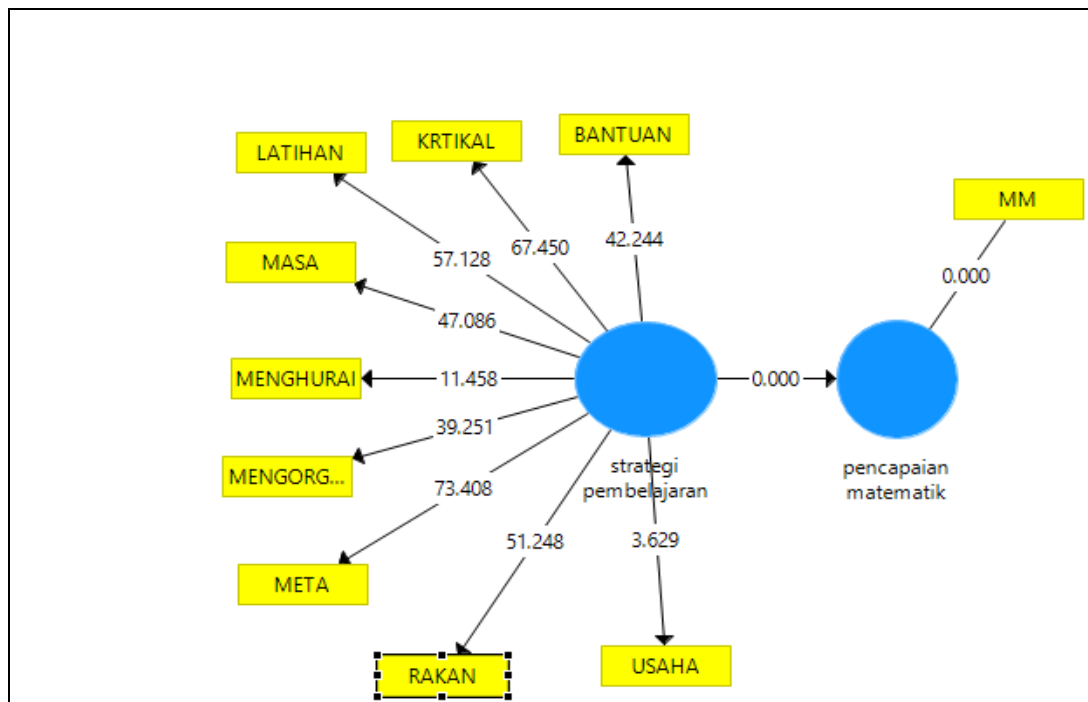 BANTUAN
KRTIKAL
LATIHAN
MM
42.244
67.450
57.128
MASA
0.000
47.086
MENGHURAI
11.458
0.000
39.251
MENGORG...
strategi
pembelajaran
pencapaian
matematik
73.408
51.248
3.629
META
RAKAN
USAHA